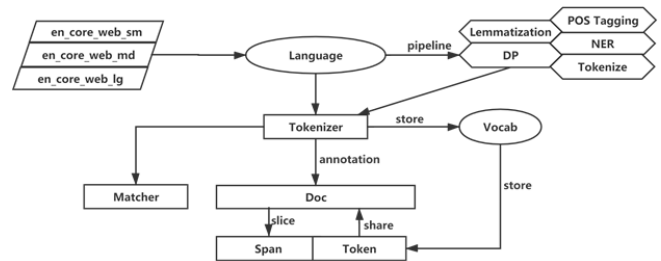 en_core_web_sm
en_core_web_md
en_core_web_lg
Language
pipeline
Lemmatization
DP
POS Tagging
NER
Tokenize
Tokenizer
store
Vocab
annotation
store
Matcher
Doc
slice
share
Span
Token